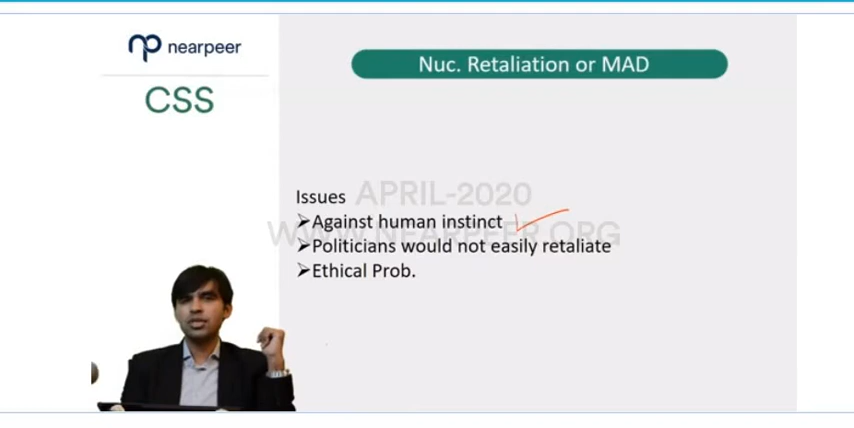 nearpeer
CSS
Nuc. Retaliation or MAD
APRIL-2020
WWW.NEARPEER.ORG
Issues
➢Against human instinct
➢Politicians would not easily retaliate
➢Ethical Prob.